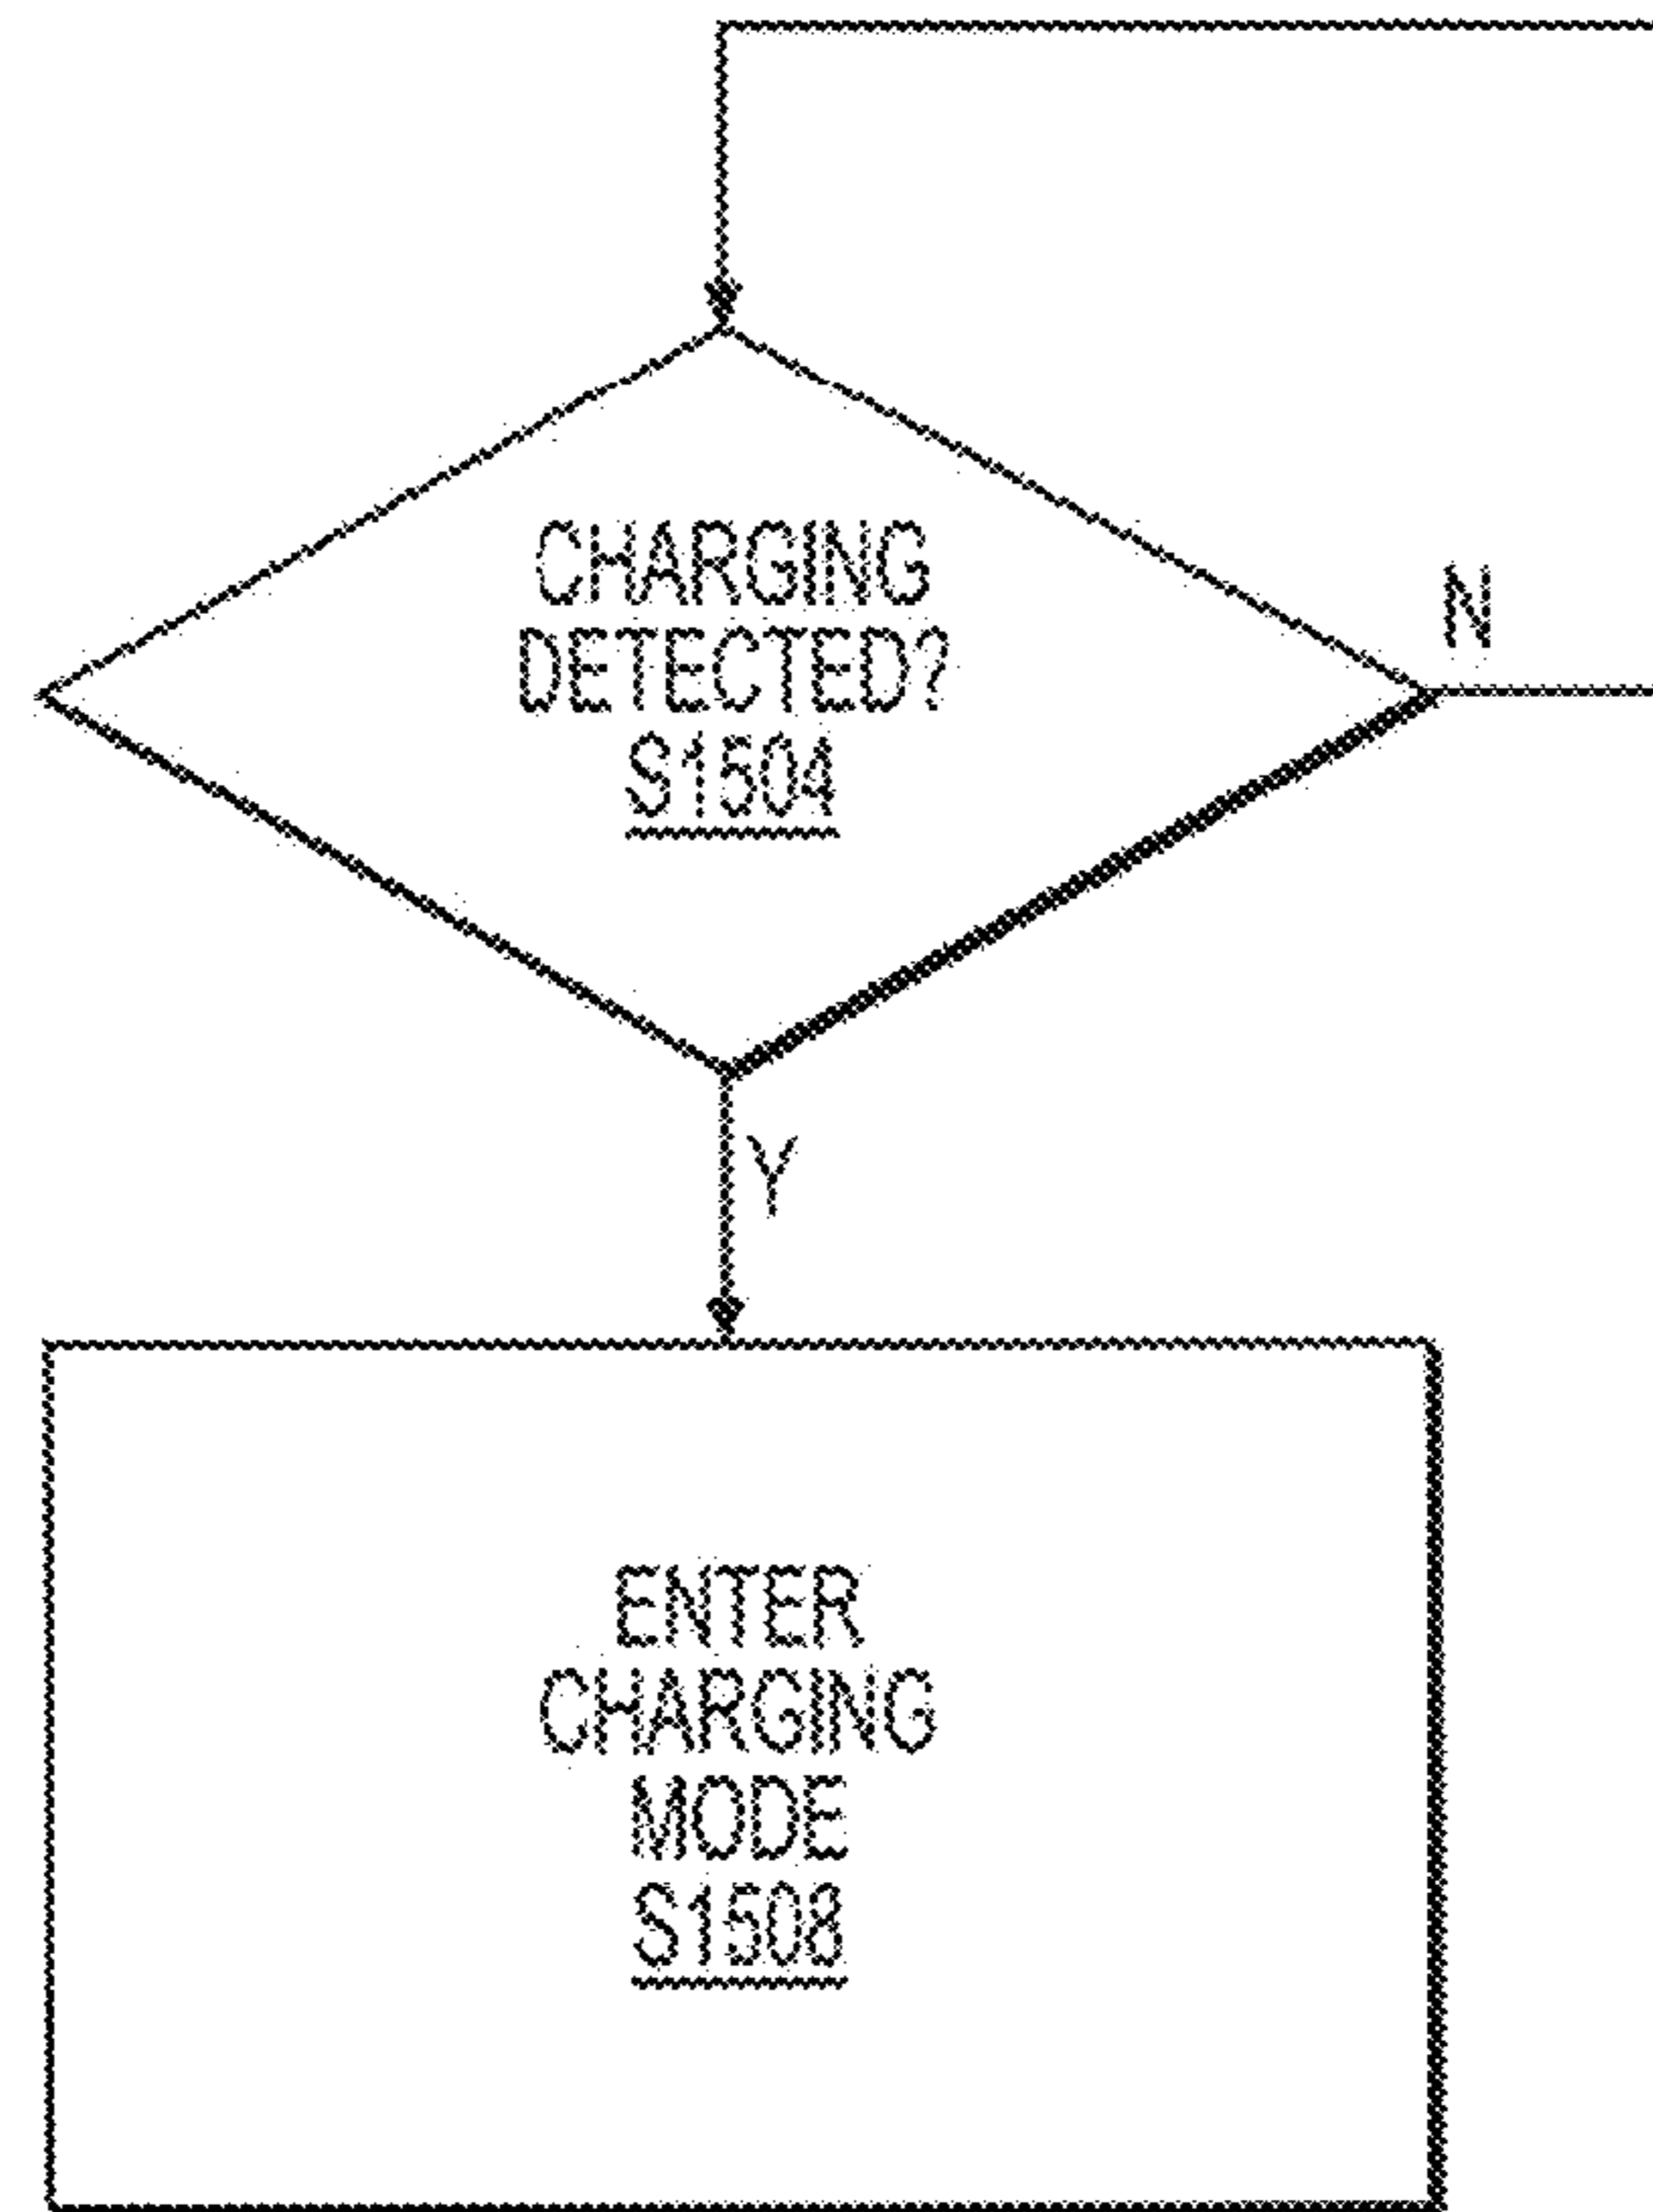 CHARGING
DETECTED?
S1504
N
Y
ENTER
CHARGING
MODE
S1508